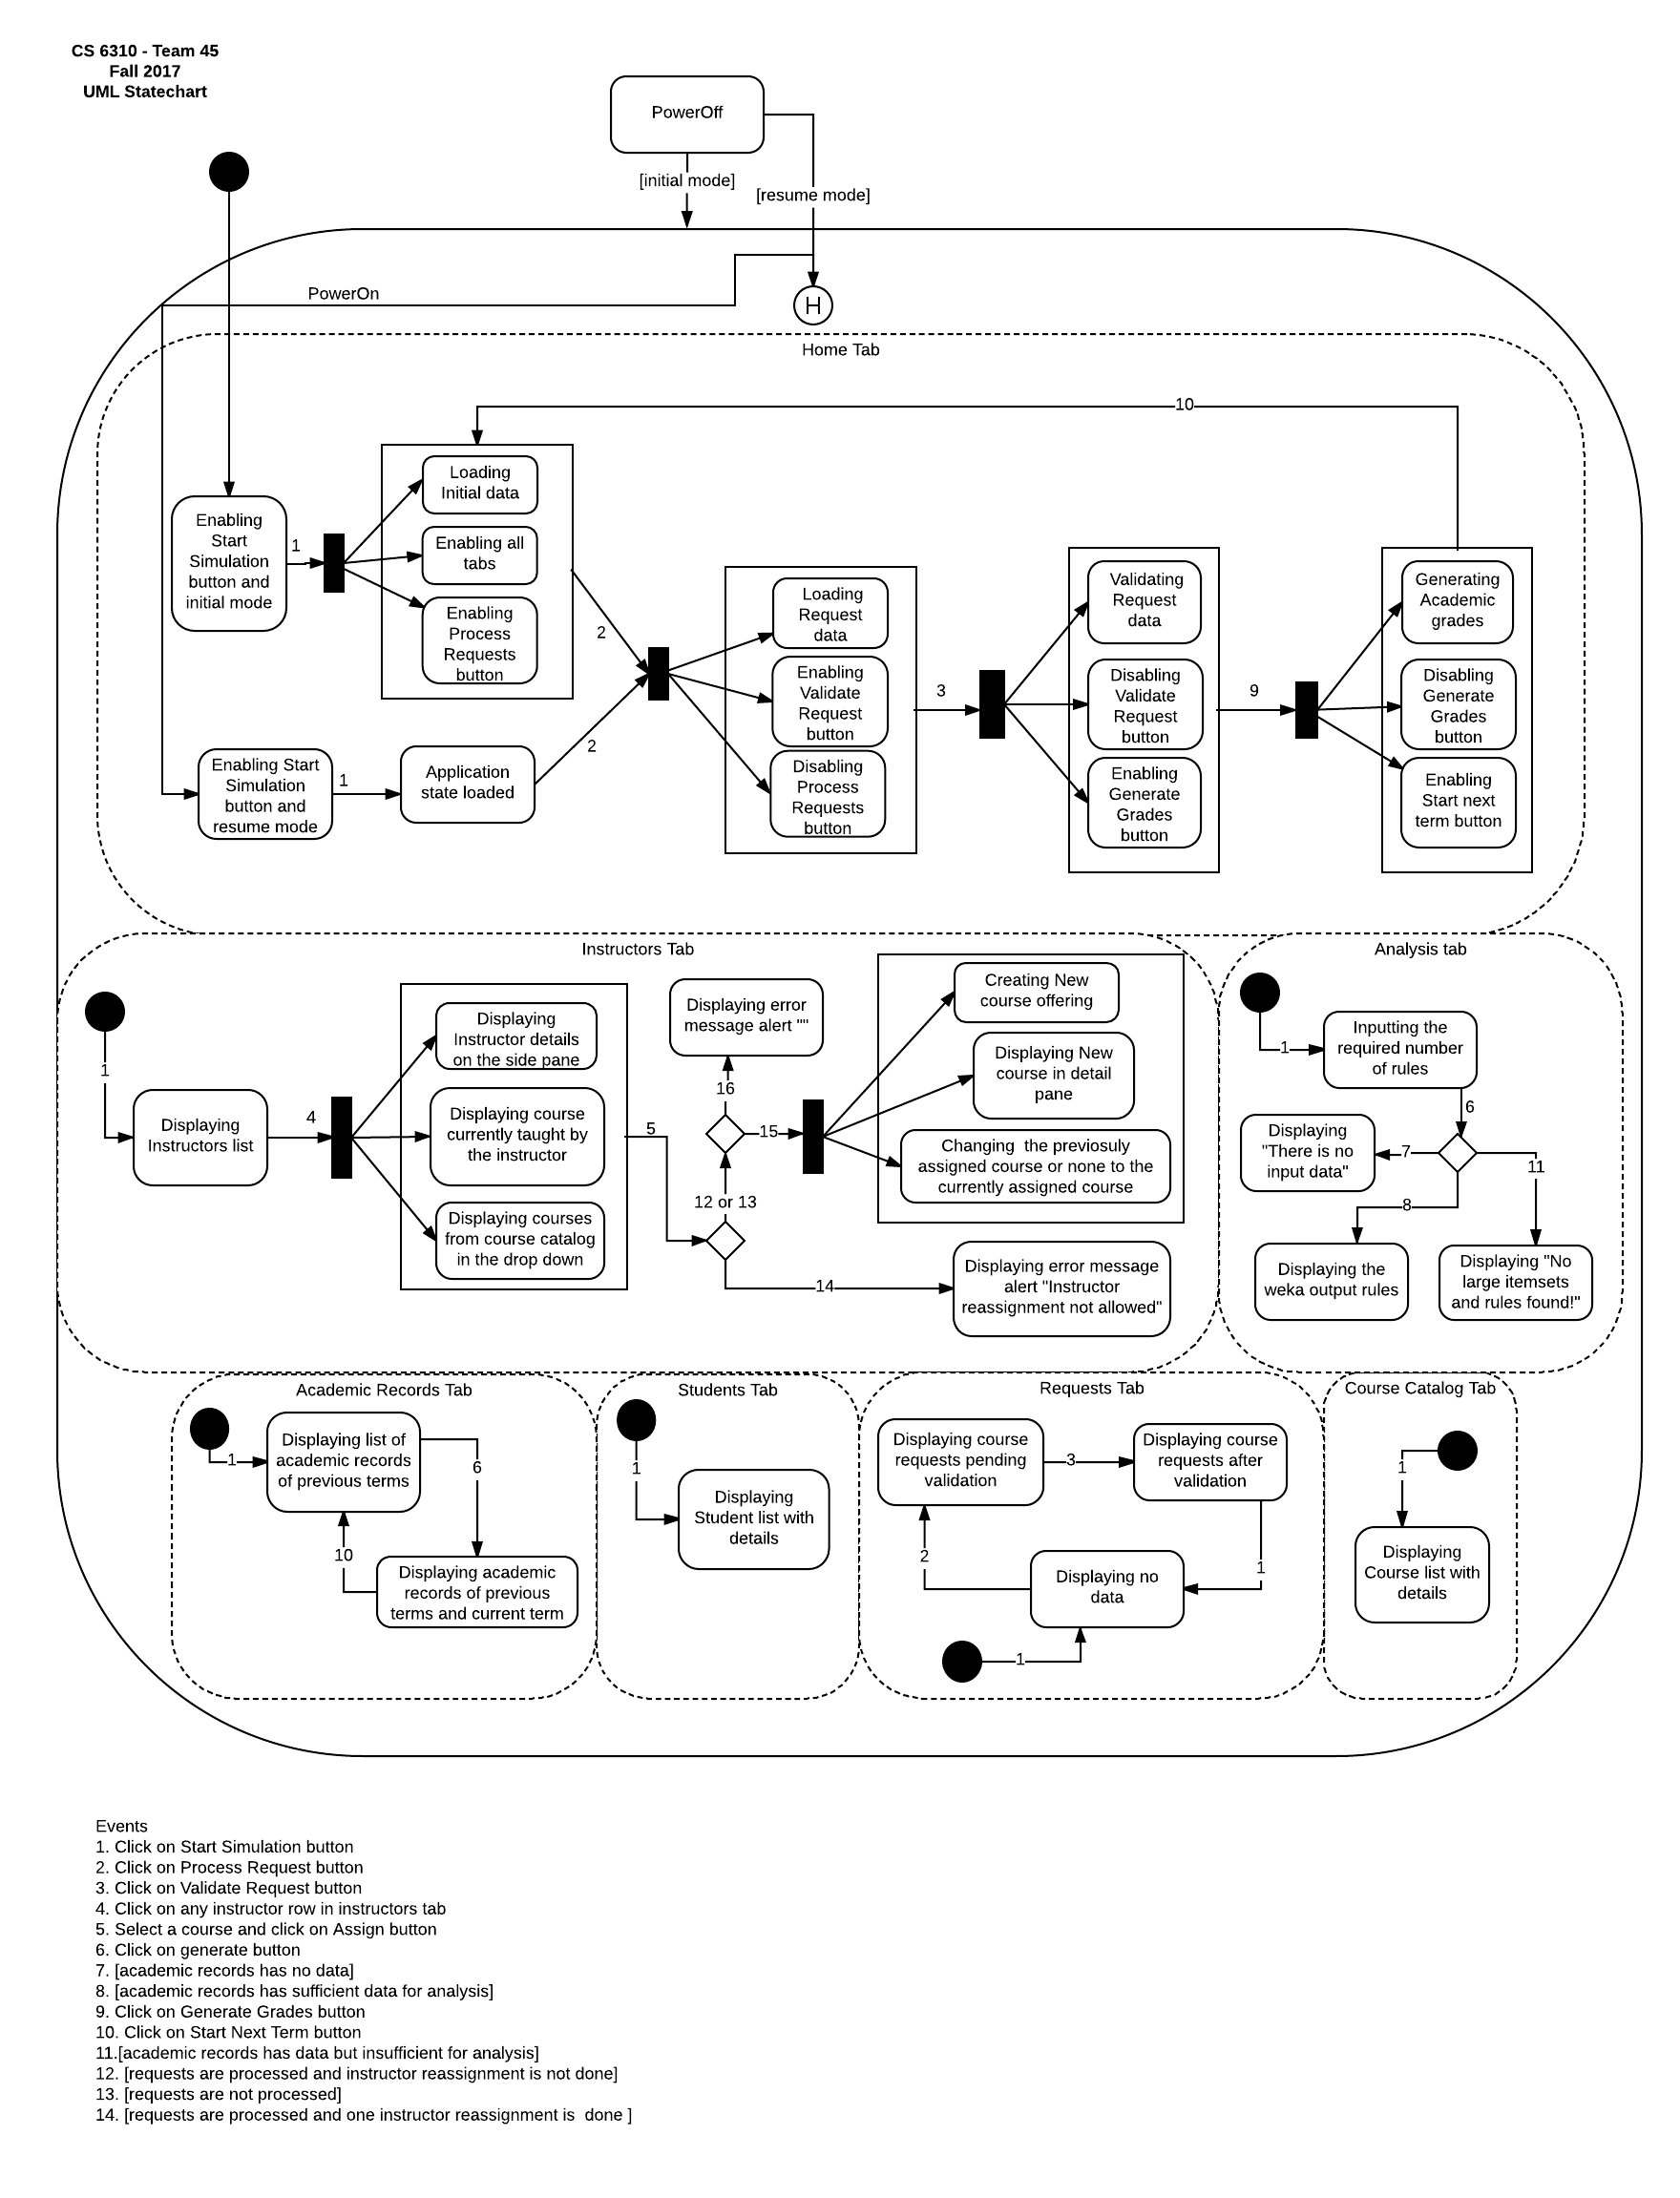 CS 6310 - Team 45
Fall 2017
UML Statechart
PowerOff
[initial mode]
[resume mode]
PowerOn
H
Home Tab
10
Enabling
Start
Simulation
button and
initial mode
1
Loading
Initial data
Enabling all
tabs
Enabling
Process
Requests
button
2
Enabling Start
Simulation
button and
resume mode
1
Application
state loaded
2
Loading
Request
data
Enabling
Validate
Request
button
Disabling
Process
Requests
button
3
Validating
Request
data
Disabling
Validate
Request
button
Enabling
Generate
Grades
button
9
Generating
Academic
grades
Disabling
Generate
Grades
button
Enabling
Start next
term button
Instructors Tab
1
Displaying
Instructors list
4
Displaying
Instructor details
on the side pane
Displaying course
currently taught by
the instructor
Displaying courses
from course catalog
in the drop down
5
Displaying error
message alert ""
16
15
12 or 13
14
Creating New
course offering
Displaying New
course in detail
pane
Changing  the previosuly
assigned course or none to the
currently assigned course
Displaying error message
alert "Instructor
reassignment not allowed"
Analysis tab
1
Inputting the
required number
of rules
6
Displaying
"There is no
input data"
7
11
8
Displaying the
weka output rules
Displaying "No
large itemsets
and rules found!"
Academic Records Tab
1
Displaying list of
academic records
of previous terms
6
10
Displaying academic
records of previous
terms and current term
Students Tab
1
Displaying
Student list with
details
Requests Tab
Displaying course
requests pending
validation
3
Displaying course
requests after
validation
2
Displaying no
data
1
1
Course Catalog Tab
1
Displaying
Course list with
details
Events
1. Click on Start Simulation button
2. Click on Process Request button
3. Click on Validate Request button
4. Click on any instructor row in instructors tab
5. Select a course and click on Assign button
6. Click on generate button
7. [academic records has no data]
8. [academic records has sufficient data for analysis]
9. Click on Generate Grades button
10. Click on Start Next Term button
11.[academic records has data but insufficient for analysis]
12. [requests are processed and instructor reassignment is not done]
13. [requests are not processed]
14. [requests are processed and one instructor reassignment is  done ]